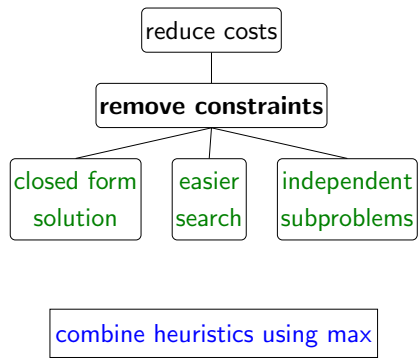 reduce costs
remove constraints
closed form
solution
easier
search
independent
subproblems
combine heuristics using max